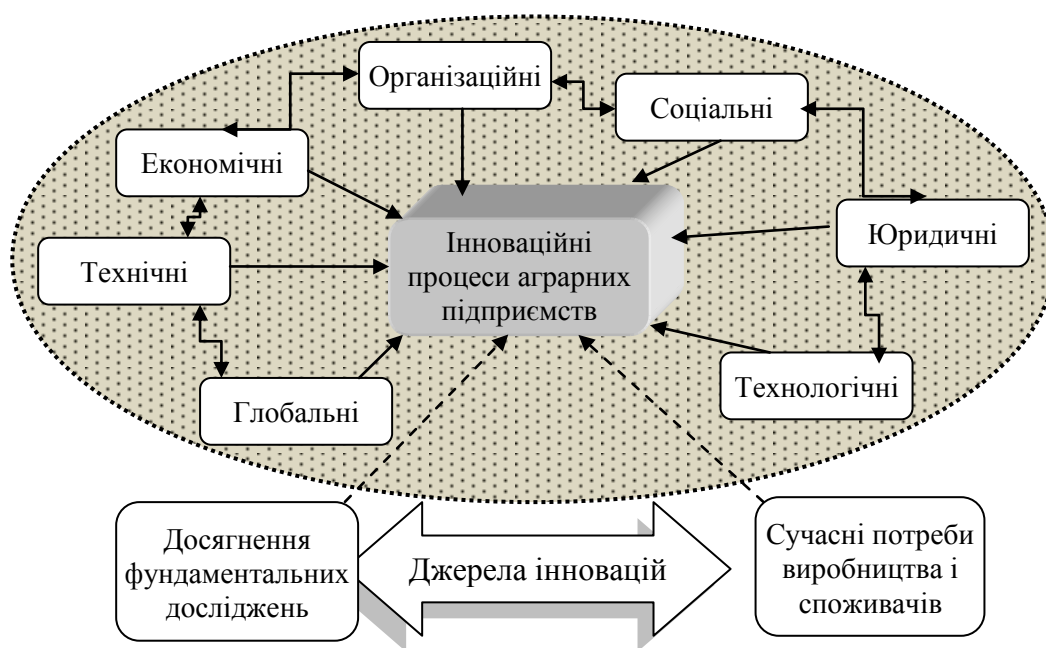 Організаційні
Соціальні
Економічні
Інноваційні
процеси аграрних
підприємств
Юридичні
Технічні
Технологічні
Глобальні
Досягнення
фундаментальних
досліджень
Джерела інновацій
Сучасні потреби
виробництва і
споживачів